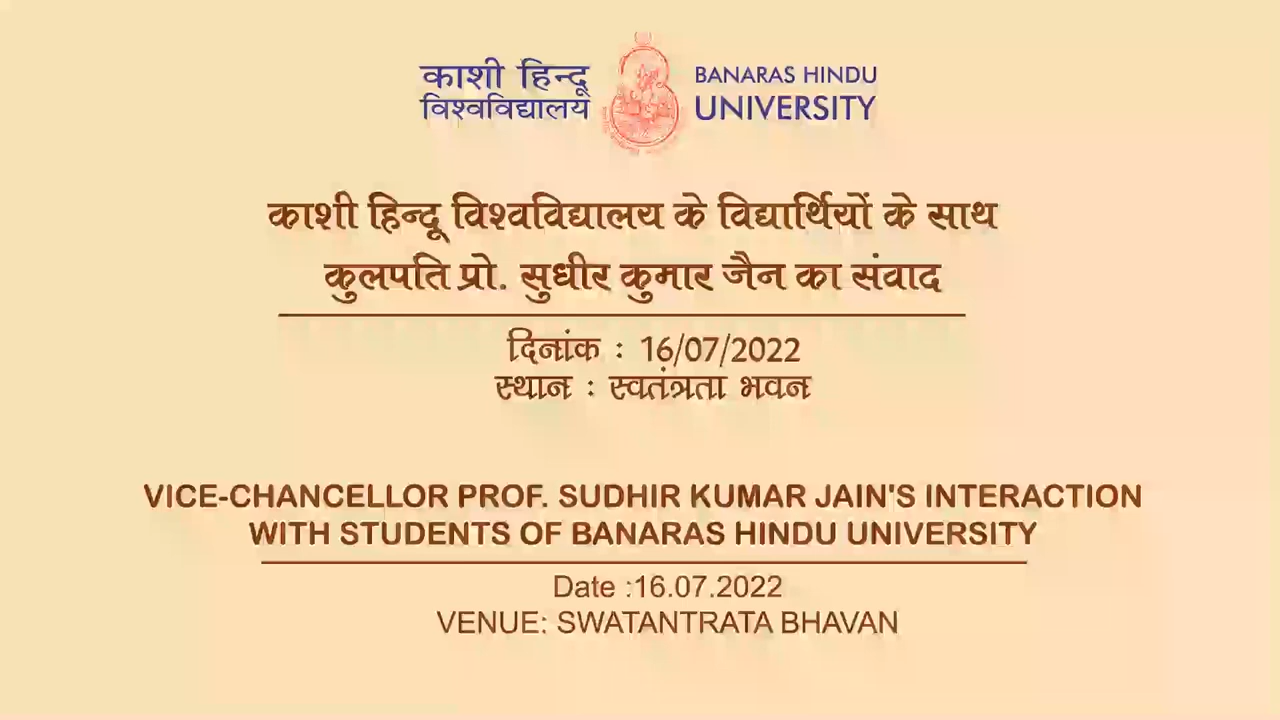 काशी हिन्दू
विश्वविद्यालय
BANARAS HINDU
UNIVERSITY
काशी हिन्दू विश्वविद्यालय के विद्यार्थियों के साथ
कुलपति प्रो. सुधीर कुमार जैन का संवाद
दिनांक : 16/07/2022
स्थान : स्वतंत्रता भवन
VICE-CHANCELLOR PROF. SUDHIR KUMAR JAIN'S INTERACTION
WITH STUDENTS OF BANARAS HINDU UNIVERSITY
Date :16.07.2022
VENUE: SWATANTRATA BHAVAN